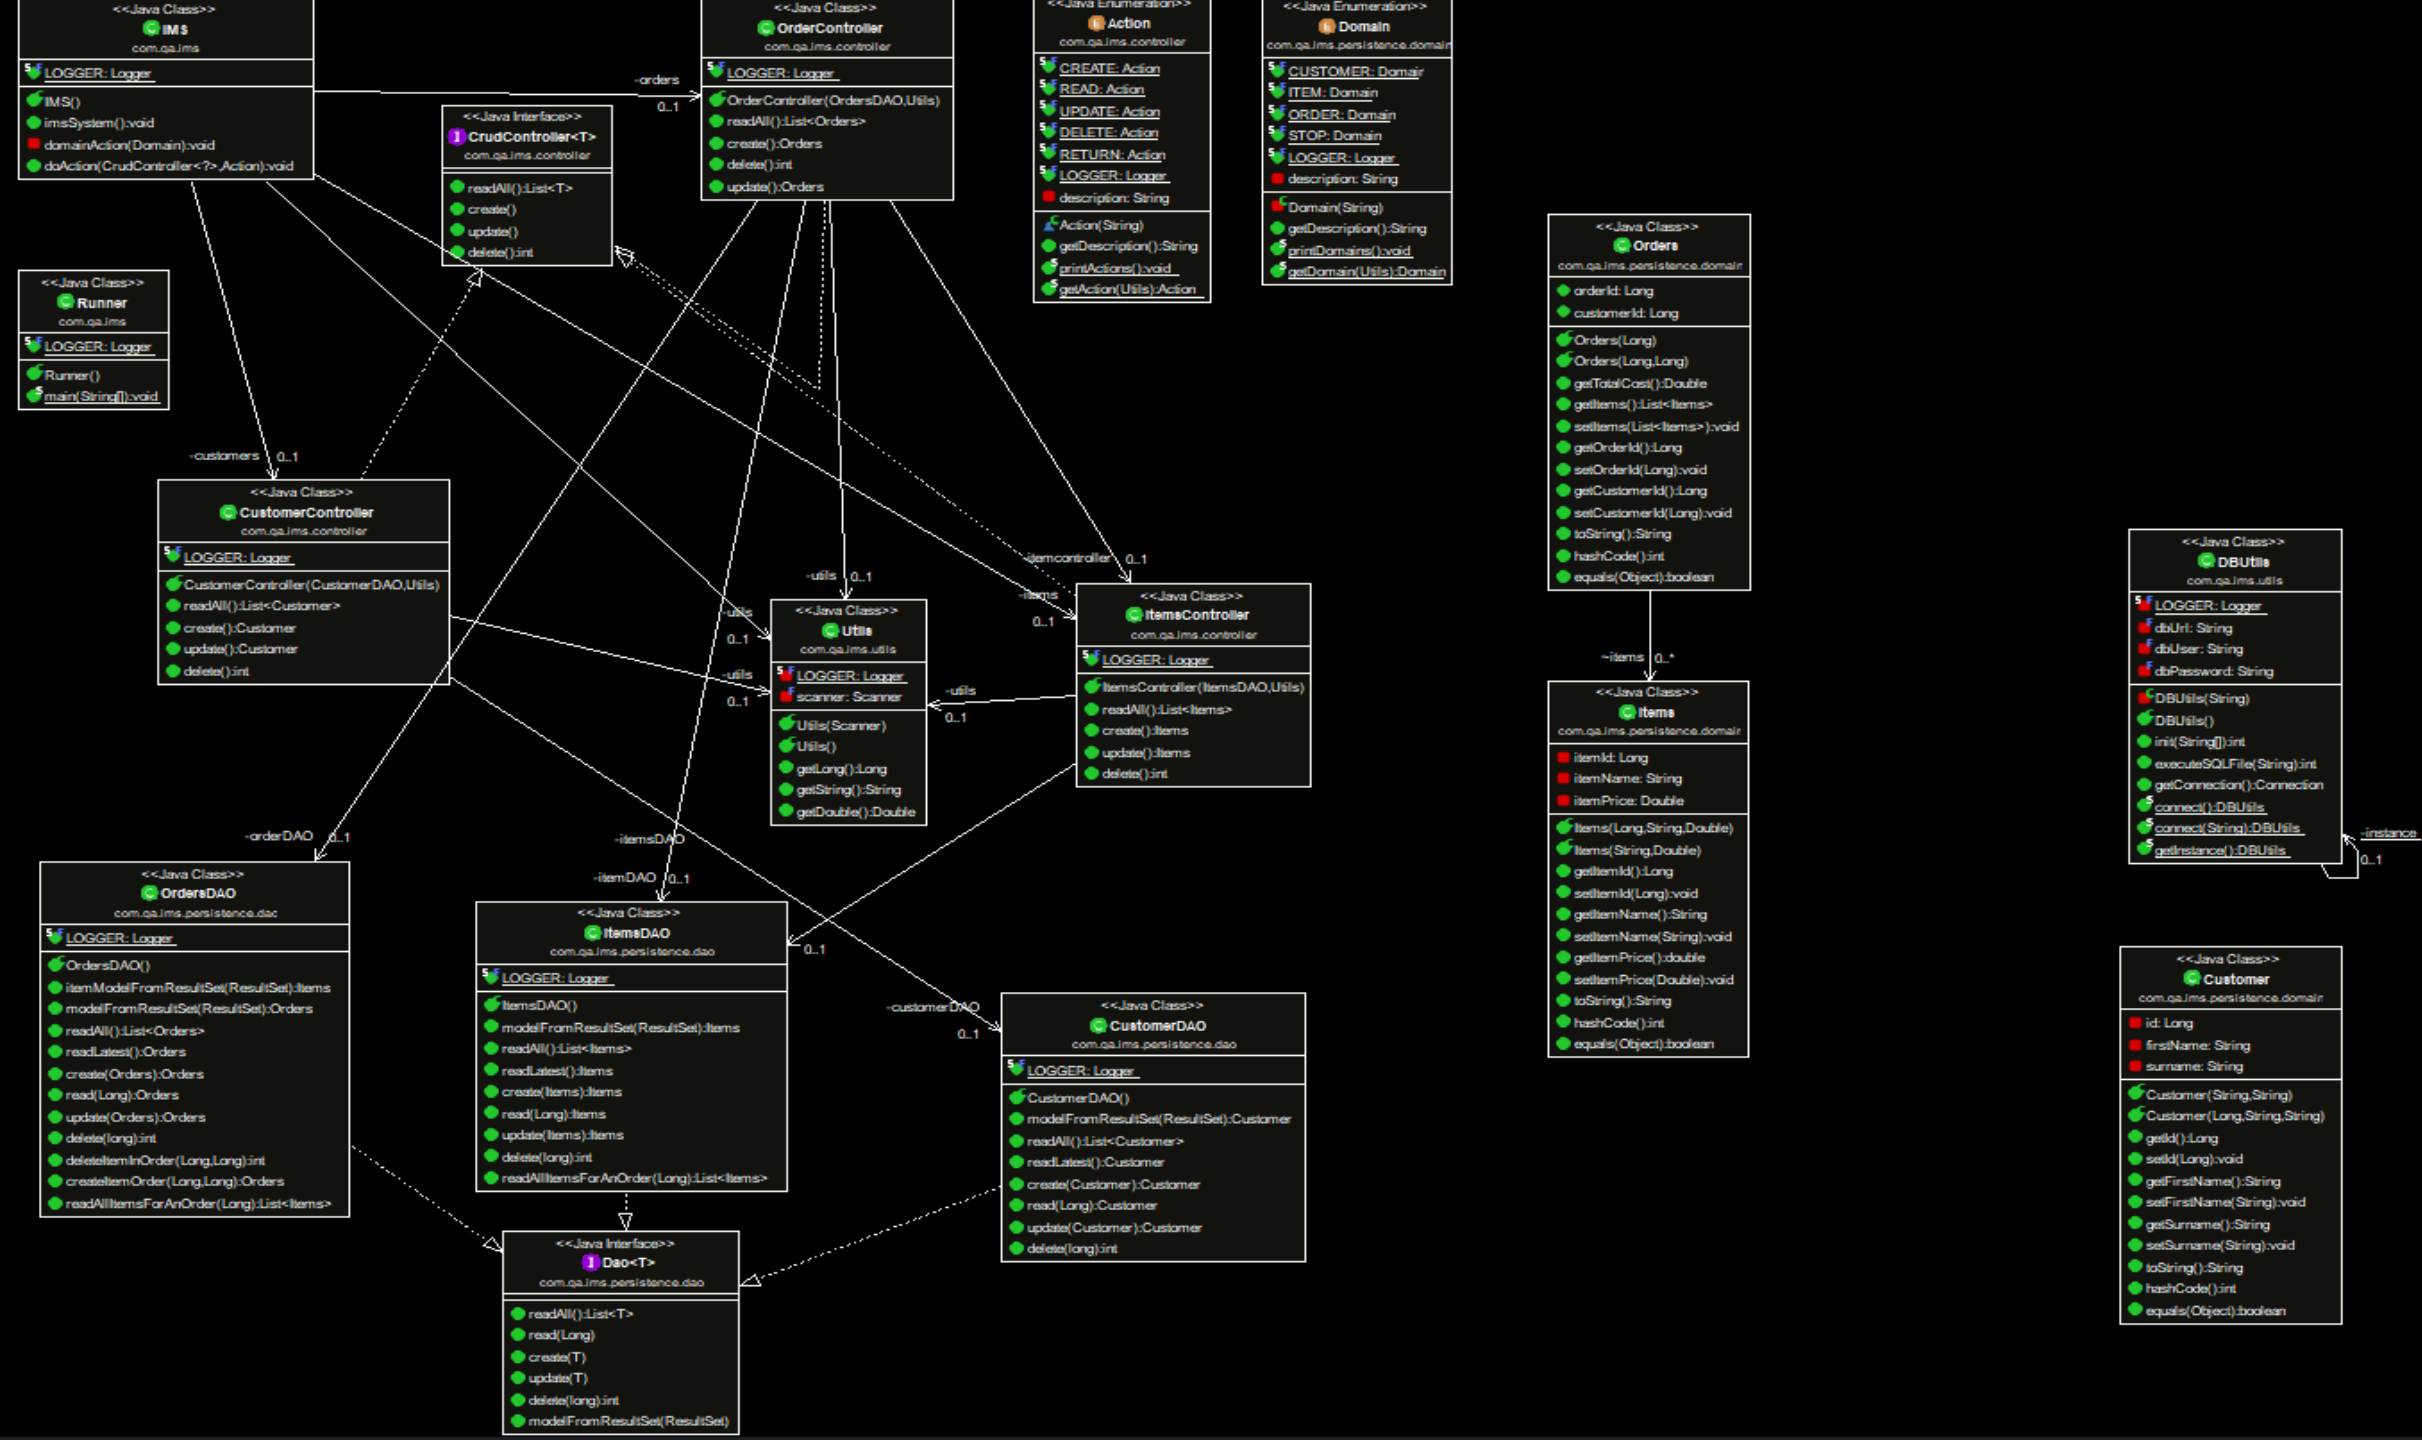 <<Java Class>>
IMS
com.qa.ims
LOGGER: Logger
IMS()
imsSystem():void
domainAction(Domain):void
doAction(CrudController<?>,Action):void
-orders
0..1
<<Java Class>>
OrderController
com.qa.ims.controller
LOGGER: Logger
OrderController(OrdersDAO,Utils)
readAll():List<Orders>
create():Orders
delete():int
update():Orders
<<Java Interface>>
CrudController<T>
com.qa.ims.controller
readAll():List<T>
create()
update()
delete():int
<<Java Enumeration>>
Action
com.qa.ims.controller
CREATE: Action
READ: Action
UPDATE: Action
DELETE: Action
RETURN: Action
LOGGER: Logger
description: String
Action(String)
getDescription():String
printActions():void
getAction(Utils):Action
<<Java Enumeration>>
Domain
com.qa.ims.persistence.domain
CUSTOMER: Domain
ITEM: Domain
ORDER: Domain
STOP: Domain
LOGGER: Logger
description: String
Domain(String)
getDescription():String
printDomains():void
getDomain(Utils):Domain
<<Java Class>>
Runner
com.qa.ims
LOGGER: Logger
Runner()
main(String[]):void
<<Java Class>>
Orders
com.qa.ims.persistence.domain
orderId: Long
customerId: Long
Orders(Long)
Orders(Long,Long)
getTotalCost():Double
getItems():List<Items>
setItems(List<Items>):void
getOrderId():Long
setOrderId(Long):void
getCustomerId():Long
setCustomerId(Long):void
toString():String
hashCode():int
equals(Object):boolean
~items 0..*
-customers 0..1
<<Java Class>>
CustomerController
com.qa.ims.controller
LOGGER: Logger
CustomerController(CustomerDAO,Utils)
readAll():List<Customer>
create():Customer
update():Customer
delete():int
-utils 0..1
-utils
0..1
-utils
0..1
<<Java Class>>
Utils
com.qa.ims.utils
LOGGER: Logger
scanner: Scanner
Utils(Scanner)
Utils()
getLong():Long
getString():String
getDouble():Double
-utils
0..1
-itemcontroller 0..1
-items
0..1
<<Java Class>>
ItemsController
com.qa.ims.controller
LOGGER: Logger
ItemsController(ItemsDAO,Utils)
readAll():List<Items>
create():Items
update():Items
delete():int
<<Java Class>>
Items
com.qa.ims.persistence.domain
itemId: Long
itemName: String
itemPrice: Double
Items(Long,String,Double)
Items(String,Double)
getItemId():Long
setItemId(Long):void
getItemName():String
setItemName(String):void
getItemPrice():double
setItemPrice(Double):void
toString():String
hashCode():int
equals(Object):boolean
<<Java Class>>
DBUtils
com.qa.ims.utils
LOGGER: Logger
dbUrl: String
dbUser: String
dbPassword: String
DBUtils(String)
DBUtils()
init(String[]):int
executeSQLFile(String):int
getConnection():Connection
connect():DBUtils
connect(String):DBUtils
getInstance():DBUtils
-instance
0..1
-orderDAO 0..1
<<Java Class>>
OrdersDAO
com.qa.ims.persistence.dao
LOGGER: Logger
OrdersDAO()
itemModelFromResultSet(ResultSet):Items
modelFromResultSet(ResultSet):Orders
readAll():List<Orders>
readLatest():Orders
create(Orders):Orders
read(Long):Orders
update(Orders):Orders
delete(long):int
deleteItemInOrder(Long,Long):int
createItemOrder(Long,Long):Orders
readAllItemsForAnOrder(Long):List<Items>
-itemsDAO
-itemDAO 0..1
0..1
<<Java Class>>
ItemsDAO
com.qa.ims.persistence.dao
LOGGER: Logger
ItemsDAO()
modelFromResultSet(ResultSet):Items
readAll():List<Items>
readLatest():Items
create(Items):Items
read(Long):Items
update(Items):Items
delete(long):int
readAllItemsForAnOrder(Long):List<Items>
-customerDAO
0..1
<<Java Class>>
CustomerDAO
com.qa.ims.persistence.dao
LOGGER: Logger
CustomerDAO()
modelFromResultSet(ResultSet):Customer
readAll():List<Customer>
readLatest():Customer
create(Customer):Customer
read(Long):Customer
update(Customer):Customer
delete(long):int
<<Java Class>>
Customer
com.qa.ims.persistence.domain
id: Long
firstName: String
surname: String
Customer(String,String)
Customer(Long,String,String)
getId():Long
setId(Long):void
getFirstName():String
setFirstName(String):void
getSurname():String
setSurname(String):void
toString():String
hashCode():int
equals(Object):boolean
<<Java Interface>>
Dao<T>
com.qa.ims.persistence.dao
readAll():List<T>
read(Long)
create(T)
update(T)
delete(long):int
modelFromResultSet(ResultSet)